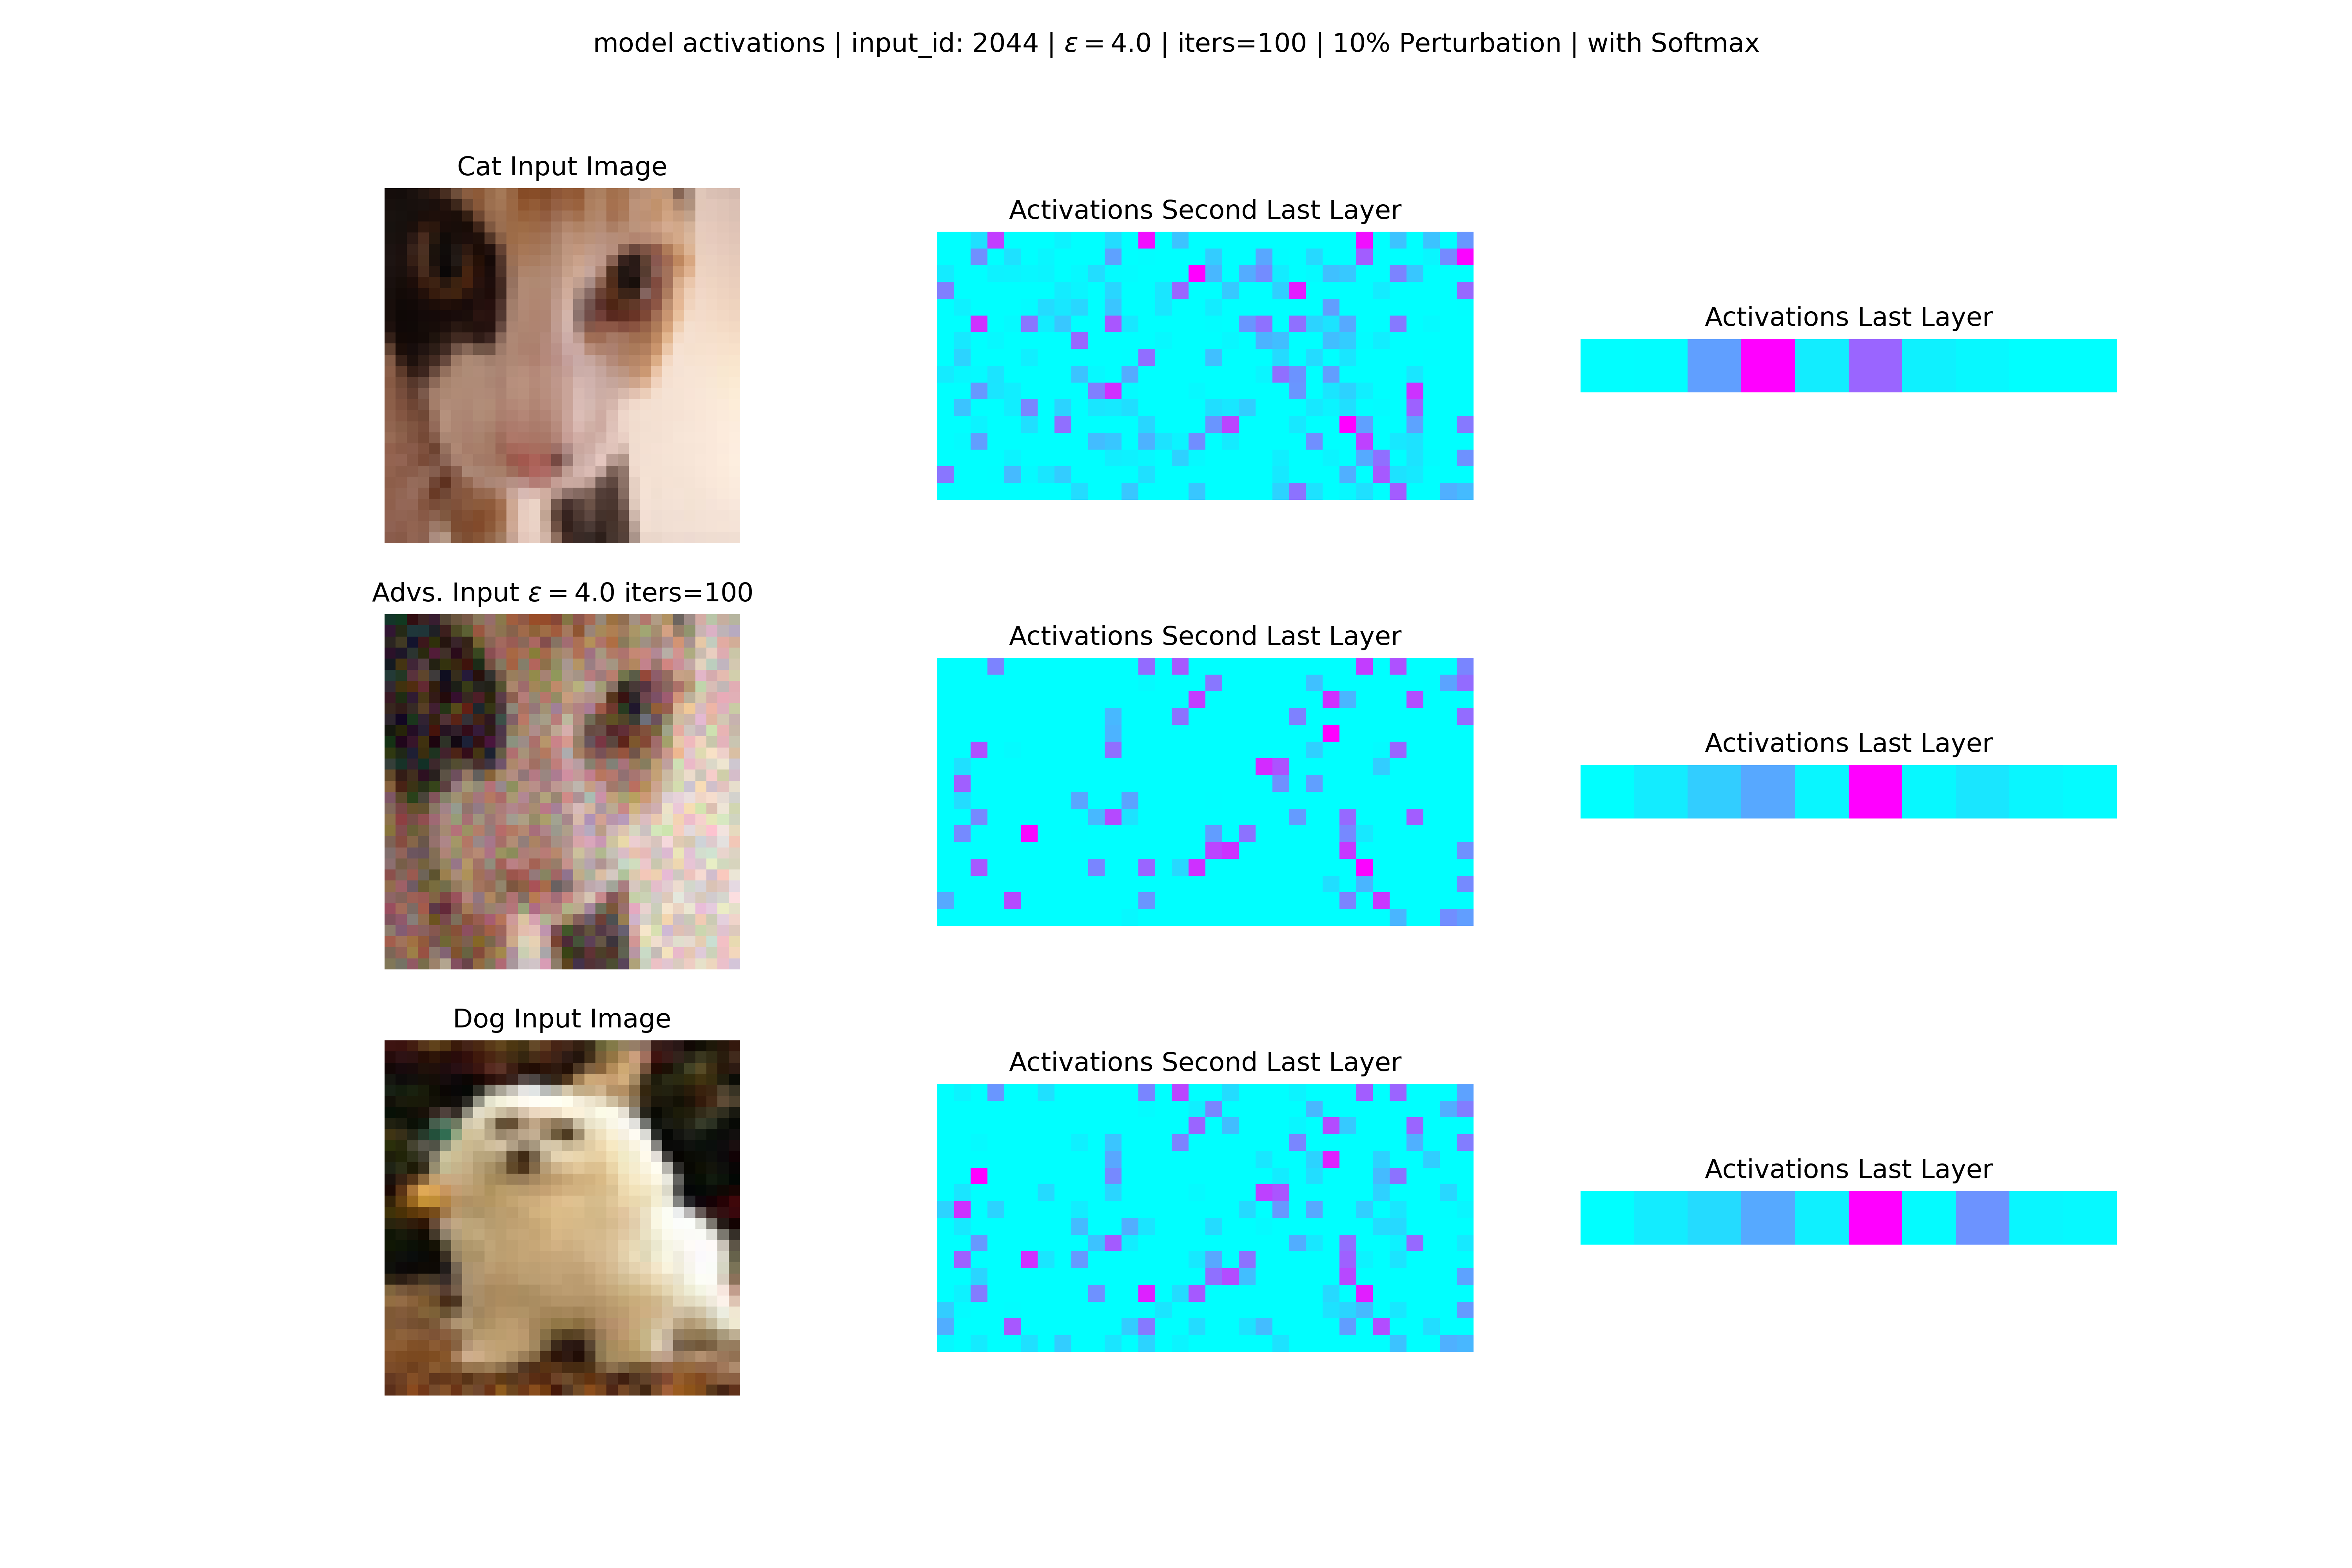 model activations | input_id: 2044 | ε = 4.0 | iters=100 | 10% Perturbation | with Softmax
Cat Input Image
Activations Second Last Layer
Activations Last Layer
Advs. Input ε = 4.0 iters=100
Activations Second Last Layer
Activations Last Layer
Dog Input Image
Activations Second Last Layer
Activations Last Layer